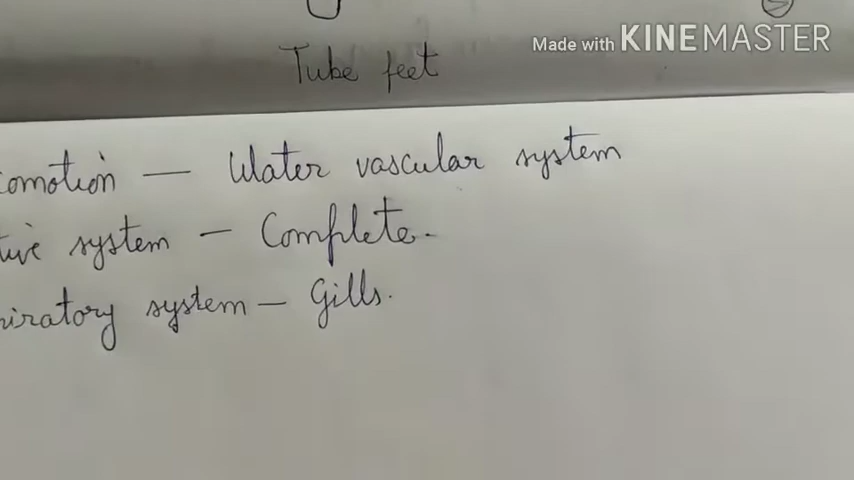 Made with KINEMASTER
Tube feet
comotion — Water vascular system
tive system — Complete.
piratory system — Gills.